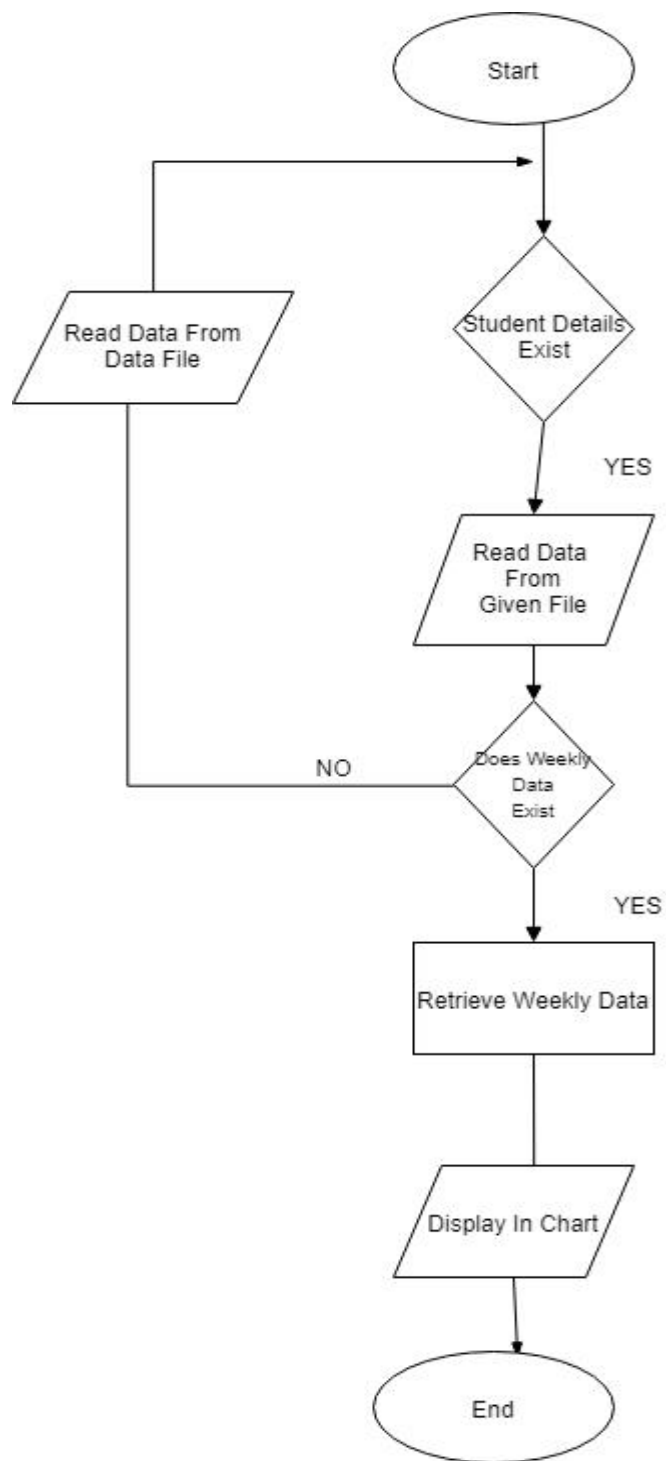 Start
Student Details
Exist
Read Data From
Data File
YES
Read Data
From
Given File
Does Weekly
Data
Exist
NO
YES
Retrieve Weekly Data
Display In Chart
End